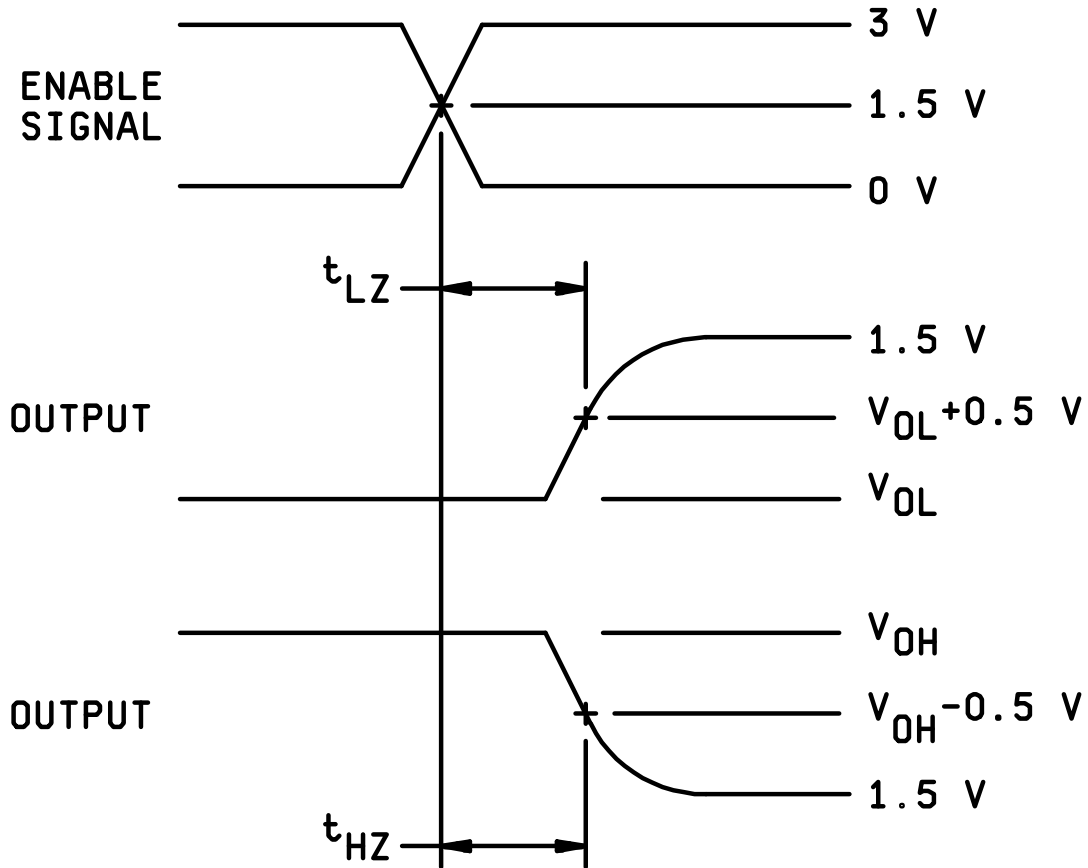 3 V
ENABLE
SIGNAL
1.5 V
0 V
tLZ
1.5 V
OUTPUT
VOL+0.5 V
VOL
VOH
OUTPUT
VOH-0.5 V
1.5 V
tHZ